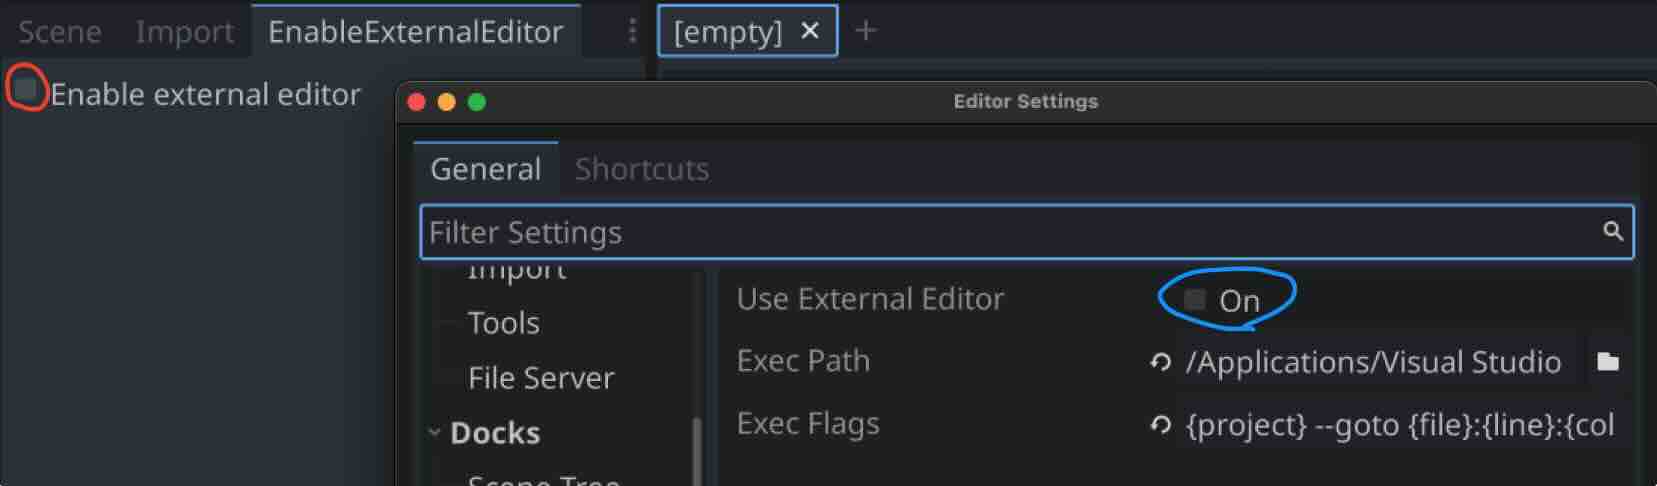 Scene Import EnableExternalEditor [empty]
Enable external editor
Editor Settings
General Shortcuts
Filter Settings
Import
Tools
File Server
Docks
Scene Tree
Use External Editor On
Exec Path /Applications/Visual Studio
Exec Flags {project} --goto {file}:{line}:{col